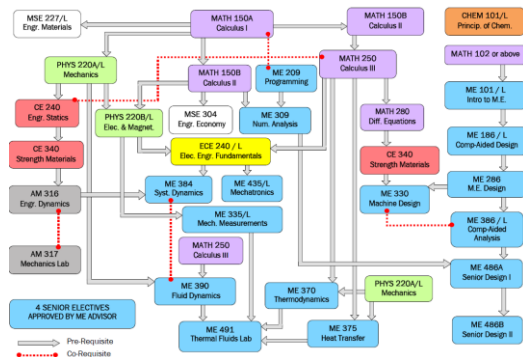 MSE 227/L
Engr. Materials
MATH 150A
Calculus I
MATH 150B
Calculus II
CHEM 101/L
Princip. of Chem.
PHYS 220A/L
Mechanics
MATH 250
Calculus III
MATH 102 or above
MATH 150B
Calculus II
ME 209
Programming
CE 240
Engr. Statics
PHYS 220B/L
Elec. & Magnet.
MSE 304
Engr. Economy
ME 309
Num. Analysis
MATH 280
Diff. Equations
ME 101 / L
Intro to M.E.
ME 186 / L
Comp-Aided Design
CE 340
Strength Materials
ECE 240 / L
Elec. Engr. Fundamentals
CE 340
Strength Materials
AM 316
Engr. Dynamics
ME 384
Syst. Dynamics
ME 435/L
Mechatronics
ME 330
Machine Design
ME 286
M.E. Design
ME 335/L
Mech. Measurements
ME 386 / L
Comp-Aided
Analysis
AM 317
Mechanics Lab
MATH 250
Calculus III
ME 486A
Senior Design I
ME 390
Fluid Dynamics
ME 370
Thermodynamics
PHYS 220A/L
Mechanics
4 SENIOR ELECTIVES
APPROVED BY ME ADVISOR
ME 491
Thermal Fluids Lab
ME 375
Heat Transfer
ME 486B
Senior Design II
Pre-Requisite
Co-Requisite